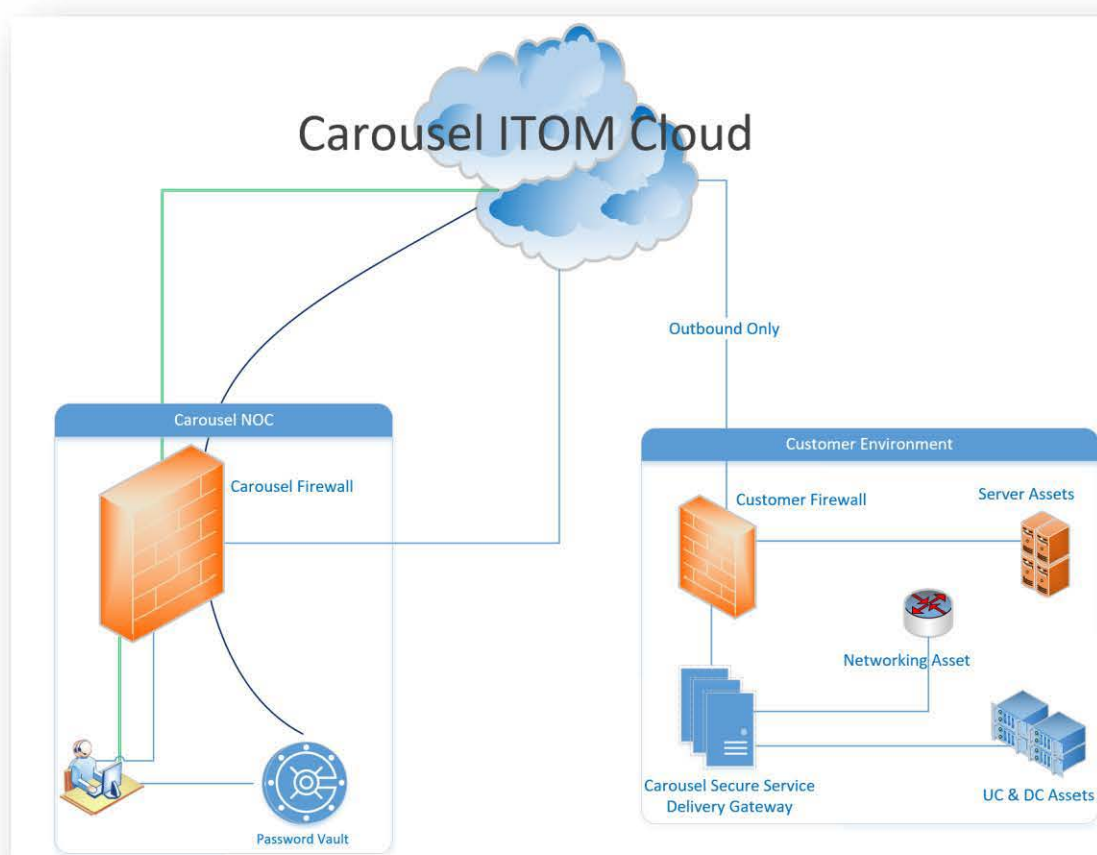 Carousel ITOM Cloud
Outbound Only
Carousel NOC
Carousel Firewall
Password Vault
Customer Environment
Customer Firewall
Server Assets
Networking Asset
Carousel Secure Service
Delivery Gateway
UC & DC Assets